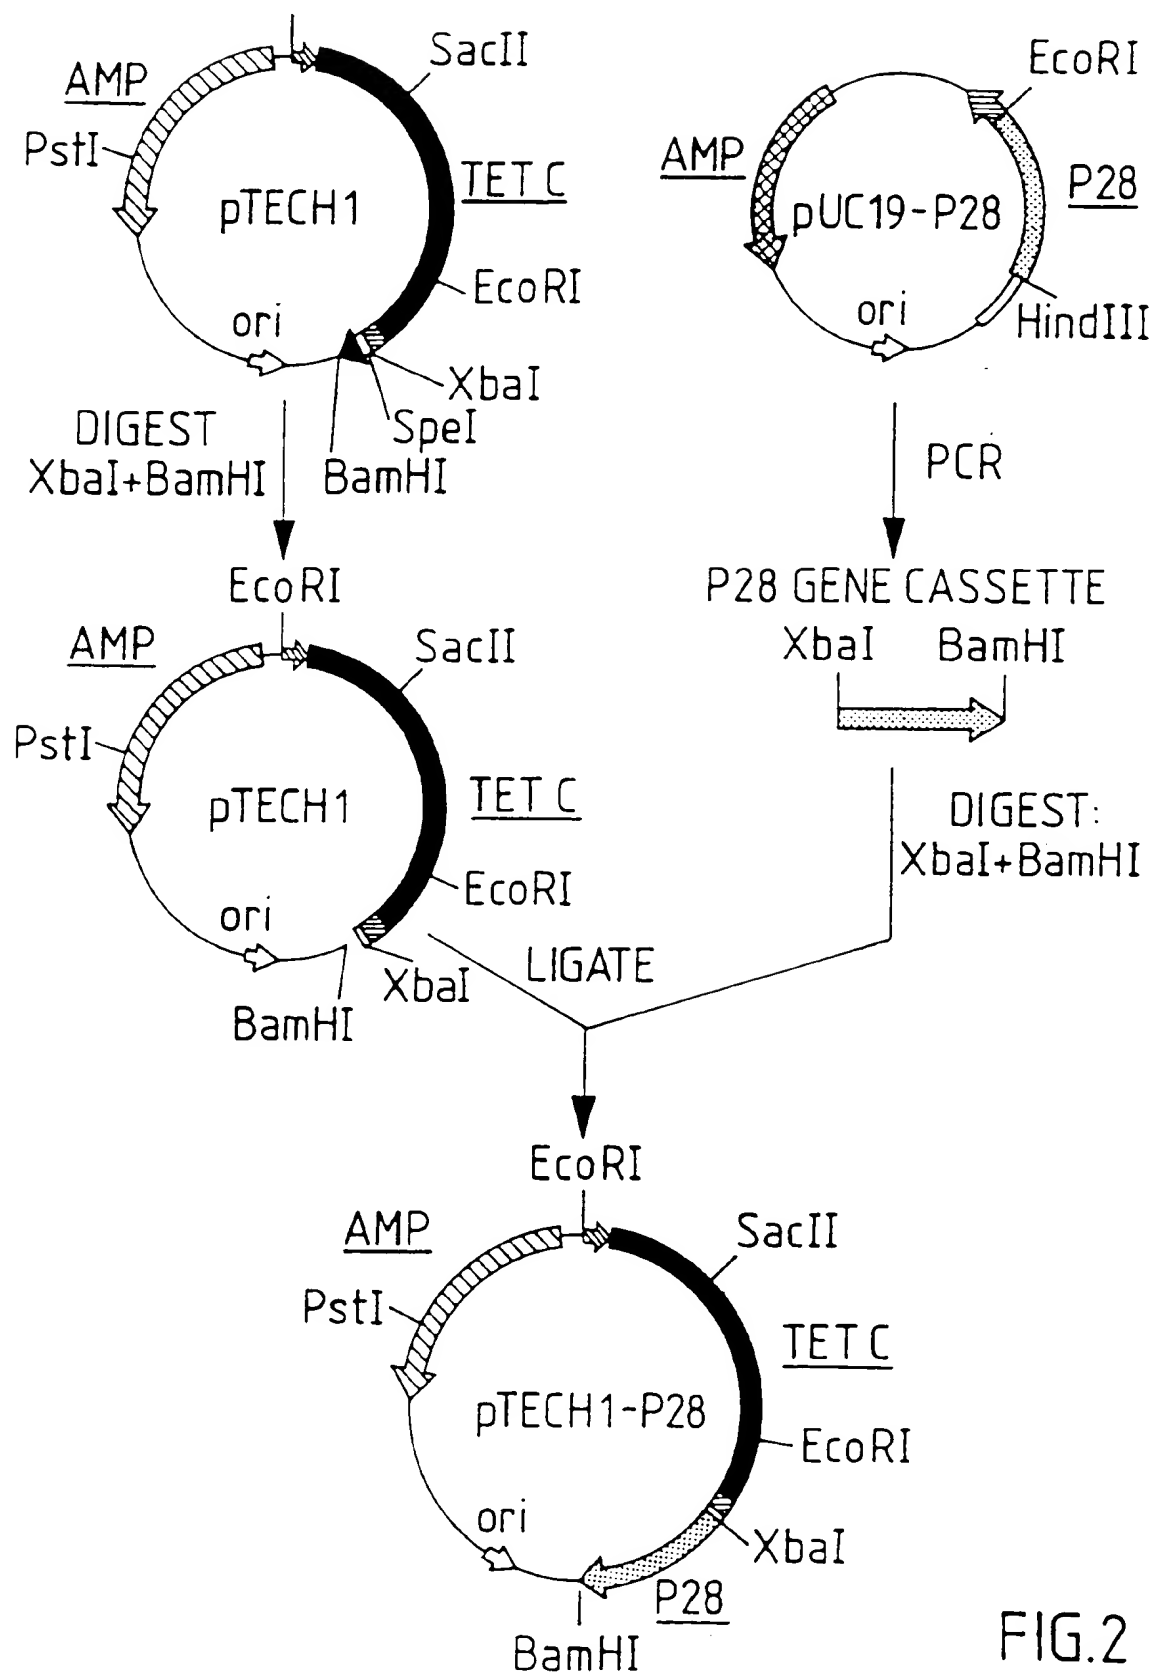 SacII
AMP
PstI
TET C
pTECH1
EcoRI
ori
XbaI
SpeI
BamHI
EcoRI
AMP
P28
pUC19-P28
ori
HindIII
DIGEST
XbaI+BamHI
PCR
P28 GENE CASSETTE
XbaI BamHI
DIGEST:
XbaI+BamHI
EcoRI
AMP
SacII
PstI
TET C
pTECH1
EcoRI
ori
XbaI
BamHI
LIGATE
EcoRI
AMP
SacII
PstI
TET C
pTECH1-P28
EcoRI
ori
XbaI
P28
BamHI
FIG.2